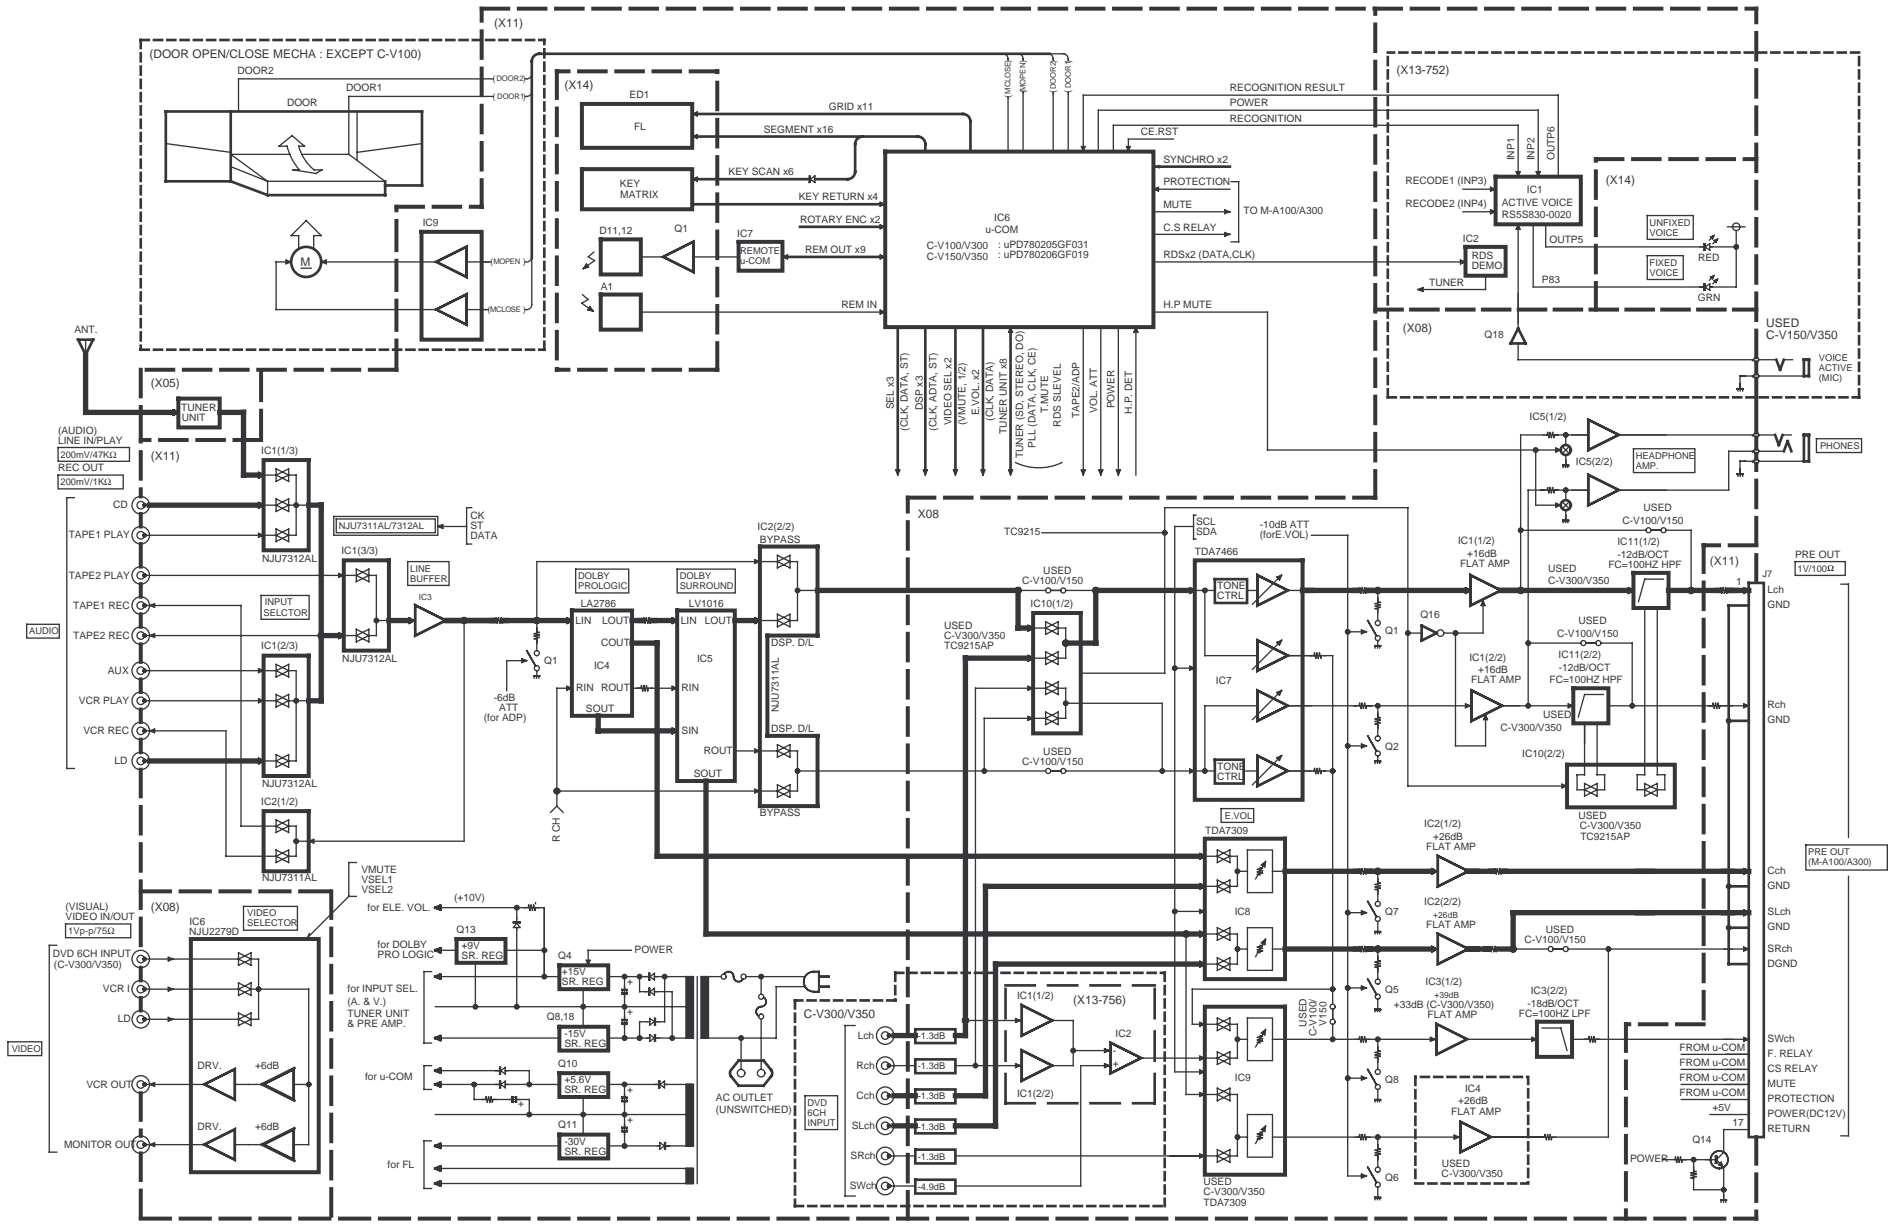 (X11)
(DOOR OPEN/CLOSE MECHA : EXCEPT C-V100)
DOOR2
DOOR1
DOOR
(DOOR2)
(DOOR1)
IC9
M
(MOPEN)
(MCLOSE)
(X14)
ED1
FL
KEY
MATRIX
D11,12
Q1
A1
IC7
REMOTE
u-COM
GRID x11
SEGMENT x16
KEY SCAN x6
KEY RETURN x4
ROTARY ENC x2
REM OUT x9
REM IN
(MCLOSE)
(MOPEN)
(DOOR2)
(DOOR1)
IC6
u-COM
C-V100/V300 : uPD780205GF031
C-V150/V350 : uPD780206GF019
RECOGNITION RESULT
POWER
RECOGNITION
CE.RST
SYNCHRO x2
PROTECTION
MUTE
C.S RELAY
TO M-A100/A300
RDSx2 (DATA,CLK)
H.P MUTE
SEL x3
(CLK, DATA, ST)
DSP x3
(CLK, ADTA, ST)
VIDEO SEL x2
(VMUTE, 1/2)
E.VOL. x2
(CLK, DATA)
TUNER UNIT x8
TUNER (SD, STEREO, DO)
PLL (DATA, CLK, CE)
T.MUTE
RDS SLEVEL
TAPE2/ADP
VOL. ATT
POWER
H.P. DET
(X13-752)
INP1
INP2
OUTP6
RECODE1 (INP3)
RECODE2 (INP4)
IC1
ACTIVE VOICE
RS5S830-0020
IC2
RDS
DEMO.
TUNER
OUTP5
P83
(X14)
UNFIXED
VOICE
RED
FIXED
VOICE
GRN
(X08)
Q18
USED
C-V150/V350
VOICE
ACTIVE
(MIC)
ANT.
(X05)
TUNER
UNIT
(AUDIO)
LINE IN/PLAY
200mV/47KΩ
REC OUT
200mV/1KΩ
(X11)
AUDIO
CD
TAPE1 PLAY
TAPE2 PLAY
TAPE1 REC
TAPE2 REC
AUX
VCR PLAY
VCR REC
LD
IC1(1/3)
NJU7312AL
INPUT
SELCTOR
IC1(2/3)
NJU7312AL
IC2(1/2)
NJU7311AL
NJU7311AL/7312AL
CK
ST
DATA
IC1(3/3)
NJU7312AL
LINE
BUFFER
IC3
Q1
-6dB
ATT
(for ADP)
DOLBY
PROLOGIC
LA2786
LIN
LOUT
COUT
IC4
RIN
ROUT
SOUT
DOLBY
SURROUND
LV1016
LIN
LOUT
IC5
RIN
SIN
ROUT
SOUT
R CH
IC2(2/2)
BYPASS
DSP. D/L
NJU7311AL
DSP. D/L
BYPASS
X08
TC9215
USED
C-V100/V150
IC10(1/2)
USED
C-V300/V350
TC9215AP
USED
C-V100/V150
SCL
SDA
-10dB ATT
(forE.VOL)
TDA7466
TONE
CTRL
IC7
TONE
CTRL
E.VOL
TDA7309
IC8
IC9
USED
C-V300/V350
TDA7309
USED
C-V100/
V150
Q1
Q2
Q7
Q5
Q8
Q6
IC5(1/2)
IC5(2/2)
HEADPHONE
AMP.
PHONES
IC1(1/2)
+16dB
FLAT AMP
Q16
IC1(2/2)
+16dB
FLAT AMP
USED
C-V100/V150
IC11(1/2)
-12dB/OCT
FC=100HZ HPF
USED
C-V300/V350
USED
C-V100/V150
IC11(2/2)
-12dB/OCT
FC=100HZ HPF
USED
C-V300/V350
IC10(2/2)
USED
C-V300/V350
TC9215AP
IC2(1/2)
+26dB
FLAT AMP
IC2(2/2)
+26dB
FLAT AMP
USED
C-V100/V150
IC3(1/2)
+39dB
+33dB (C-V300/V350)
FLAT AMP
IC3(2/2)
-18dB/OCT
FC=100HZ LPF
IC4
+26dB
FLAT AMP
USED
C-V300/V350
(X11)
J7
1
PRE OUT
1V/100Ω
Lch
GND
Rch
GND
PRE OUT
(M-A100/A300)
Cch
GND
SLch
GND
SRch
DGND
SWch
FROM u-COM
F. RELAY
FROM u-COM
CS RELAY
FROM u-COM
MUTE
FROM u-COM
PROTECTION
+5V
POWER(DC12V)
17
RETURN
Q14
POWER
(VISUAL)
VIDEO IN/OUT
1Vp-p/75Ω
(X08)
IC6
NJU2279D
VIDEO
SELECTOR
VMUTE
VSEL1
VSEL2
VIDEO
DVD 6CH INPUT
(C-V300/V350)
VCR I
LD
DRV.
+6dB
VCR OUT
DRV.
+6dB
MONITOR OUT
for ELE. VOL.
(+10V)
for DOLBY
PRO LOGIC
Q13
+9V
SR. REG
Q4
+15V
SR. REG
POWER
for INPUT SEL.
(A. & V.)
TUNER UNIT
& PRE AMP.
Q8,18
-15V
SR. REG
Q10
+5.6V
SR. REG
for u-COM
Q11
-30V
SR. REG
for FL
AC OUTLET
(UNSWITCHED)
C-V300/V350
DVD
6CH
INPUT
Lch
-1.3dB
Rch
-1.3dB
Cch
-1.3dB
SLch
-1.3dB
SRch
-1.3dB
SWch
-4.9dB
(X13-756)
IC1(1/2)
IC1(2/2)
IC2